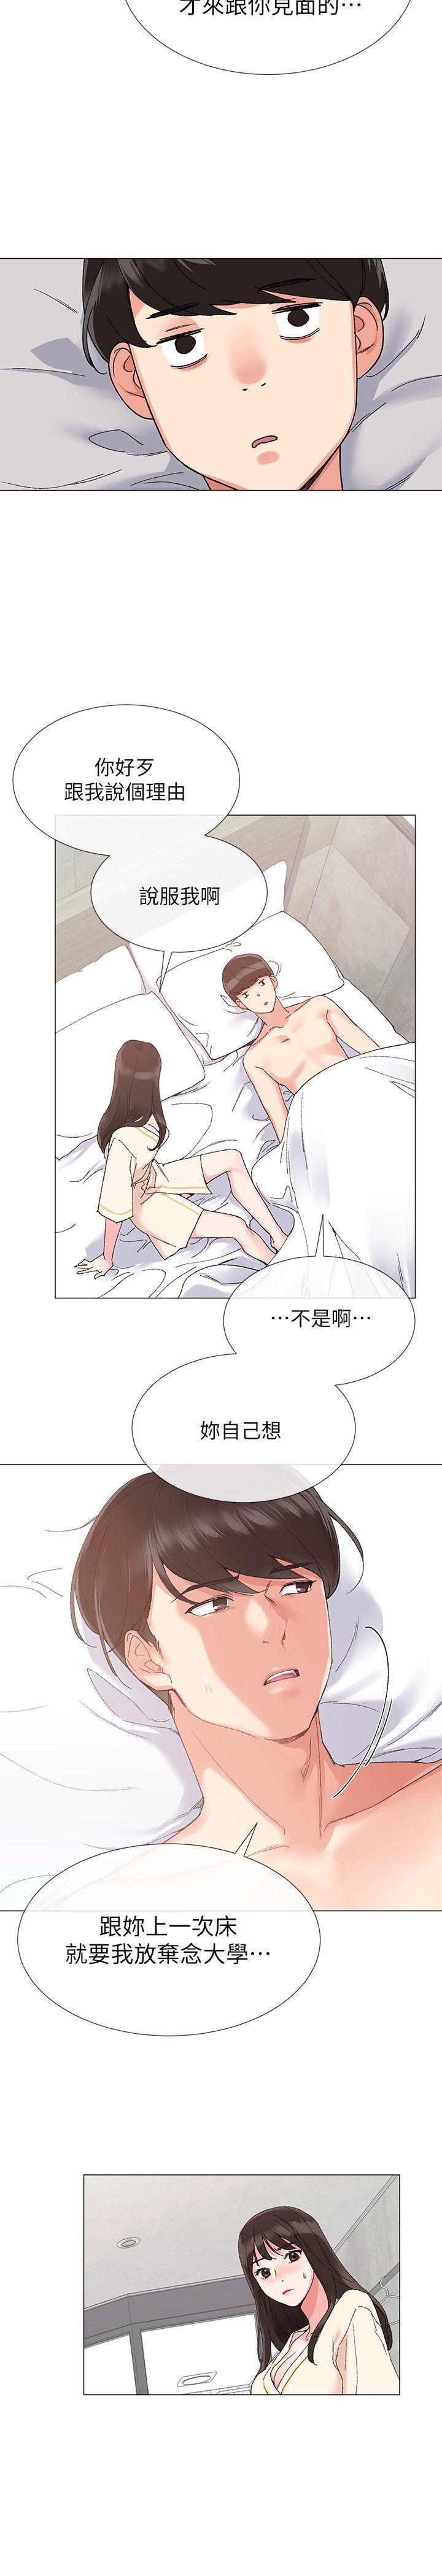 才來跟你見面的⋯
你好歹
跟我說個理由
說服我啊
⋯不是啊⋯
妳自己想
跟妳上一次床
就要我放棄念大學⋯